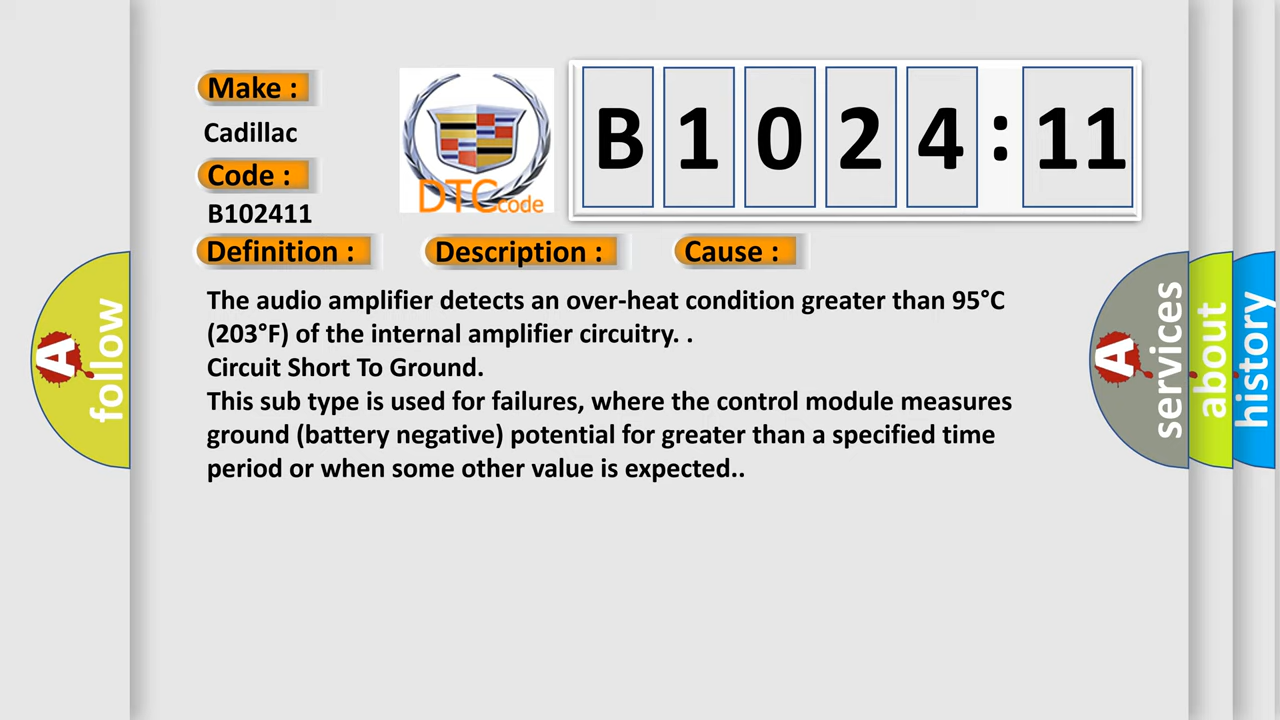 Make :
Cadillac
Code :
B102411
DTC code
B 1 0 2 4 : 11
Definition :
Description :
Cause :
The audio amplifier detects an over-heat condition greater than 95°C
(203°F) of the internal amplifier circuitry. .
Circuit Short To Ground.
This sub type is used for failures, where the control module measures
ground (battery negative) potential for greater than a specified time
period or when some other value is expected..
A follow
A services
about
history